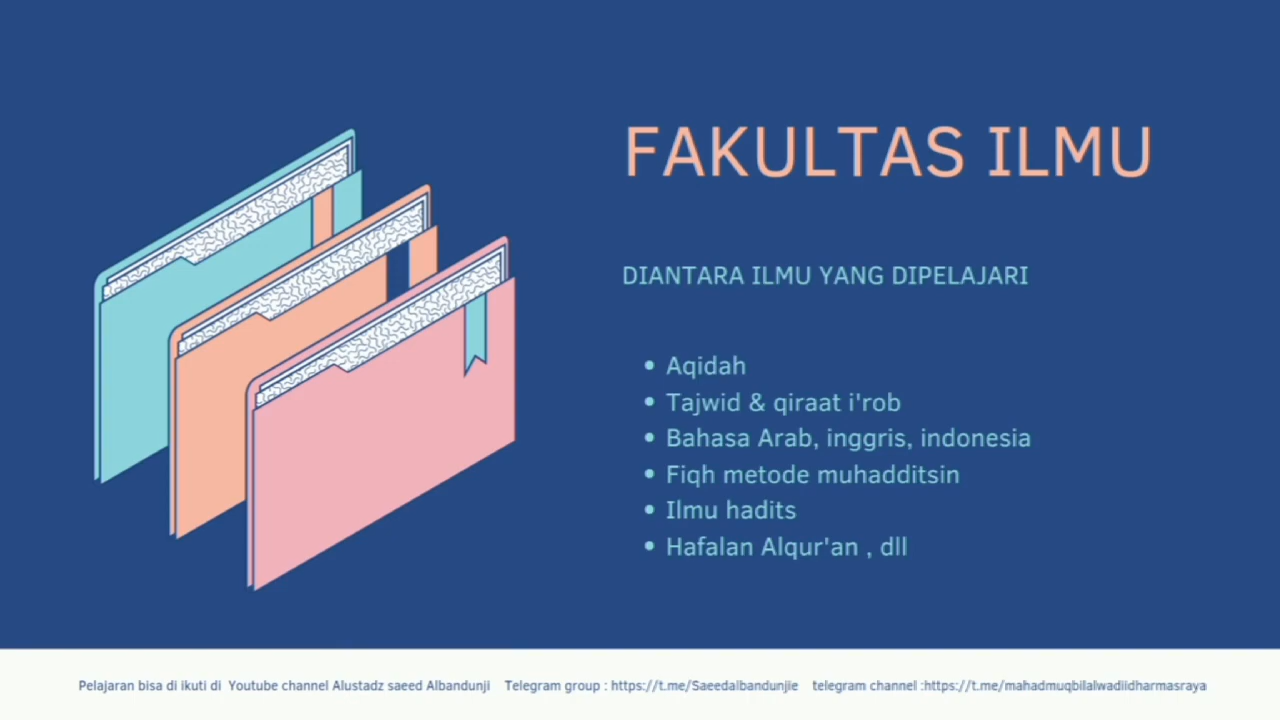 FAKULTAS ILMU
DIANTARA ILMU YANG DIPELAJARI
• Aqidah
• Tajwid & qiraat i'rob
• Bahasa Arab, inggris, indonesia
• Fiqh metode muhadditsin
• Ilmu hadits
• Hafalan Alqur'an , dll
Pelajaran bisa di ikuti di Youtube channel Alustadz saeed Albandunji Telegram group : https://t.me/Saeedalbandunjie telegram channel :https://t.me/mahadmuqbilalwadiidharmasraya